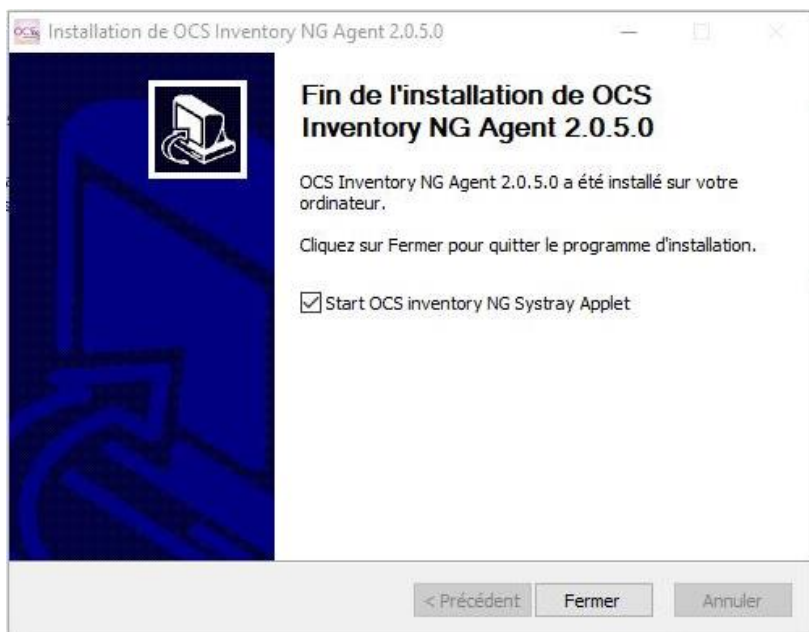 Installation de OCS Inventory NG Agent 2.0.5.0
Fin de l'installation de OCS
Inventory NG Agent 2.0.5.0
OCS Inventory NG Agent 2.0.5.0 a été installé sur votre
ordinateur.
Cliquez sur Fermer pour quitter le programme d'installation.
Start OCS inventory NG Systray Applet
< Précédent
Fermer
Annuler